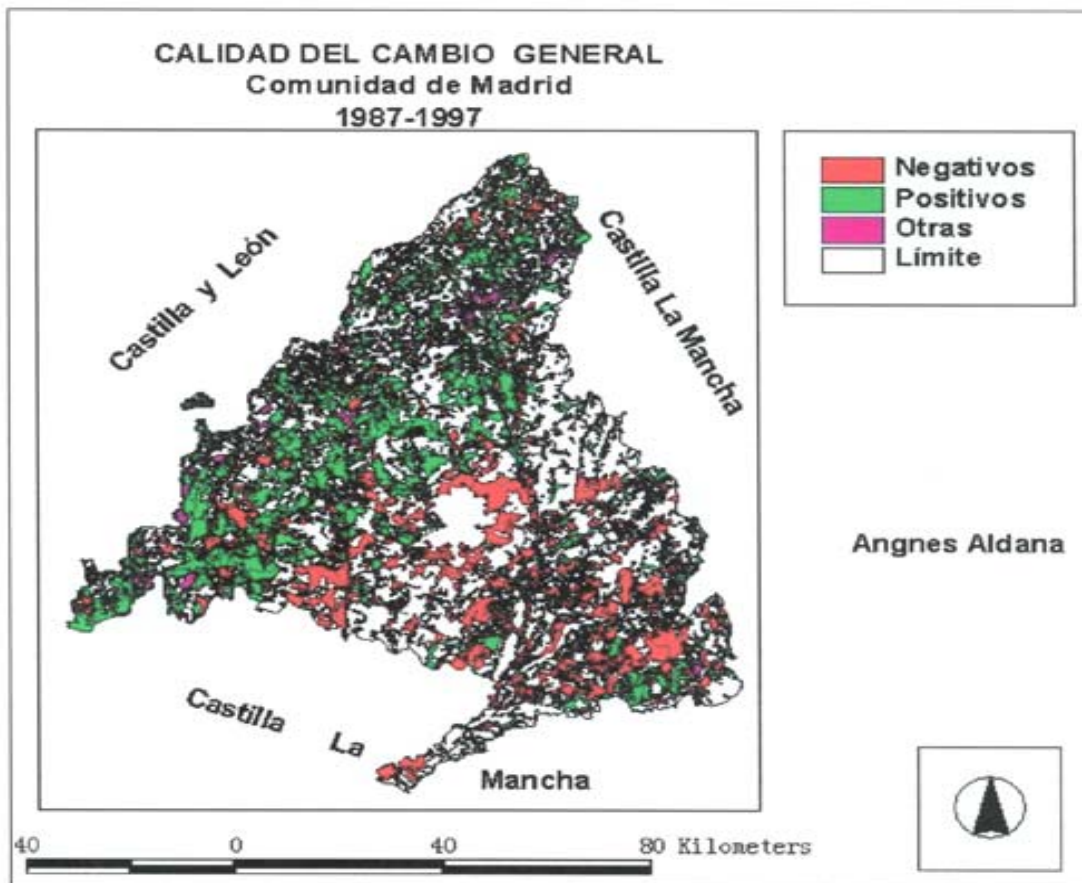 CALIDAD DEL CAMBIO GENERAL
Comunidad de Madrid
1987-1997
Negativos
Positivos
Otras
Límite
Castilla y León
Castilla La Mancha
Angnes Aldana
Castilla La
Mancha
40 0 40 80 Kilometers